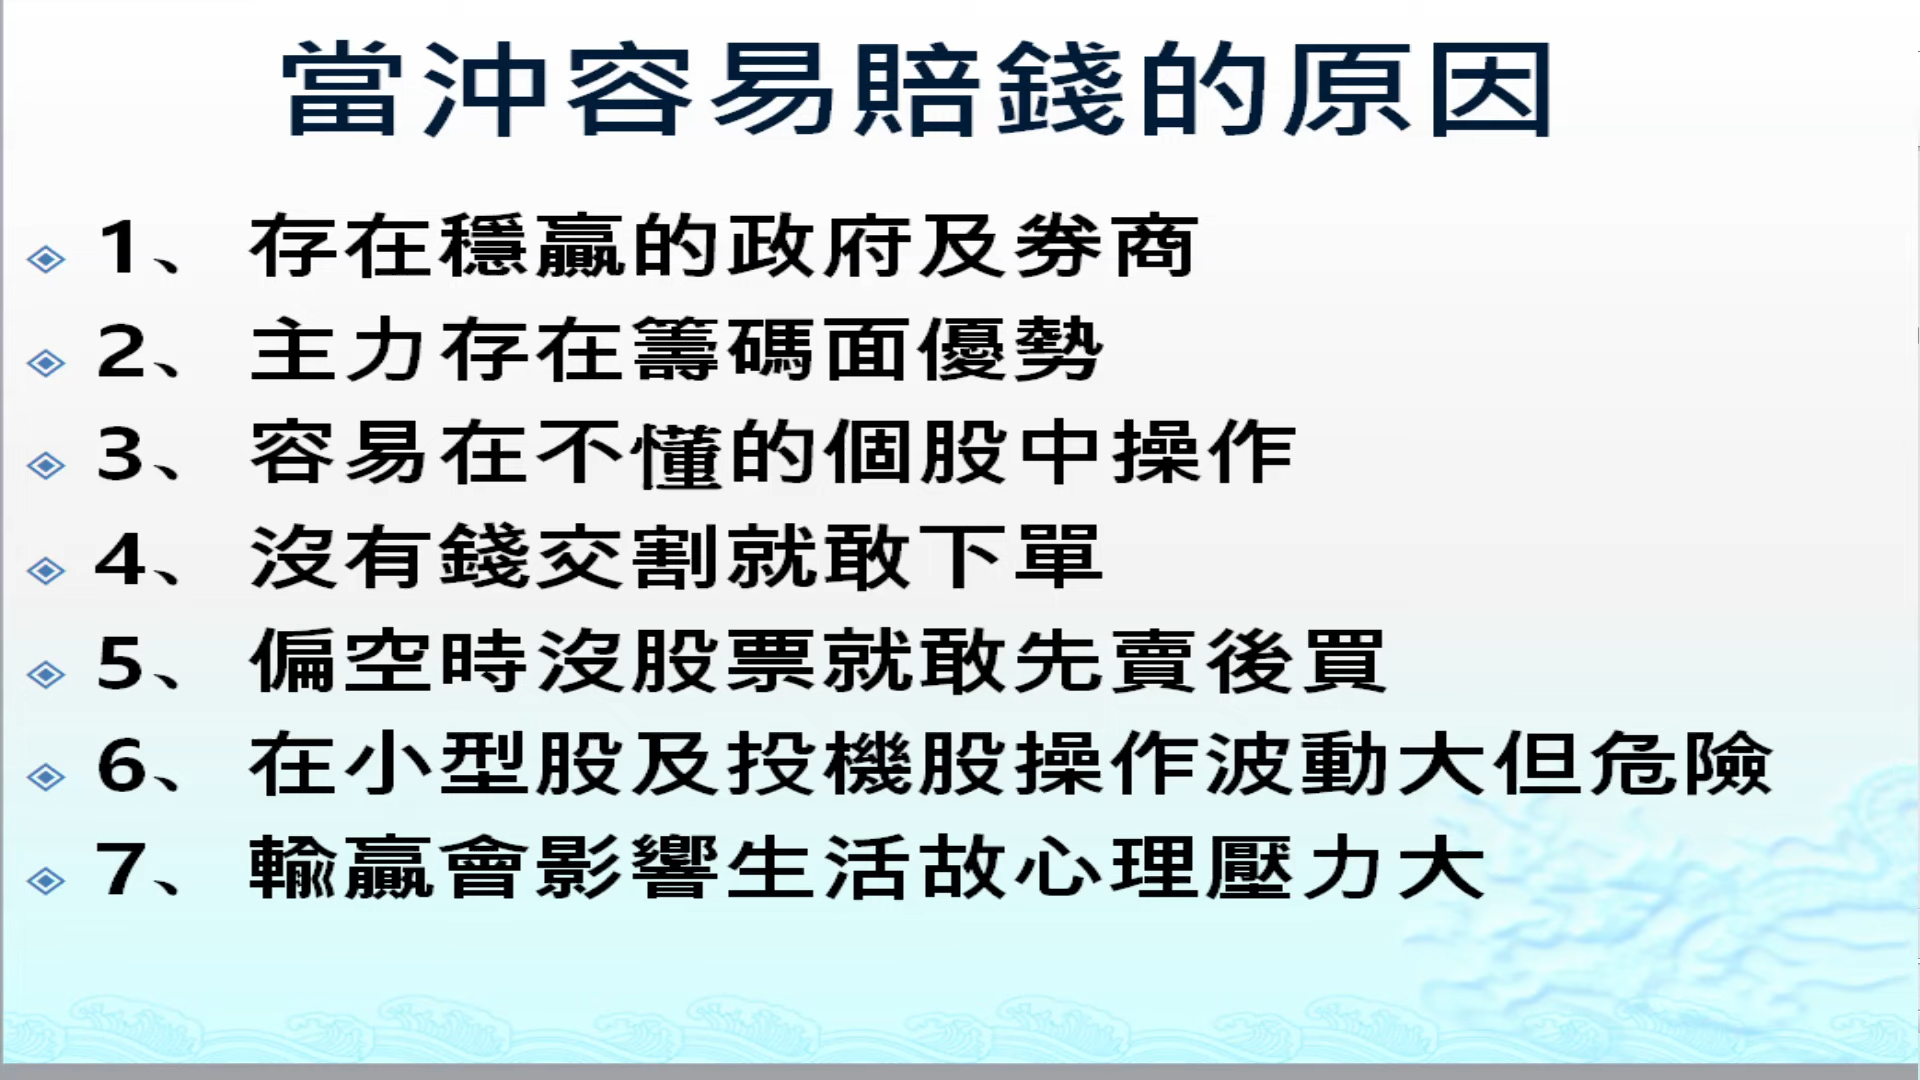 當沖容易賠錢的原因
1、存在穩贏的政府及券商
2、主力存在籌碼面優勢
3、容易在不懂的個股中操作
4、沒有錢交割就敢下單
5、偏空時沒股票就敢先賣後買
6、在小型股及投機股操作波動大但危險
7、輸贏會影響生活故心理壓力大